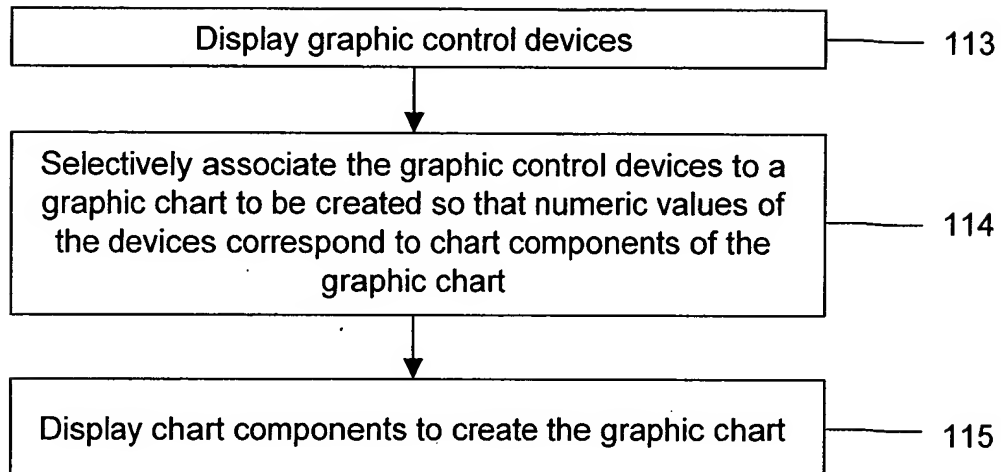 Display graphic control devices
113
Selectively associate the graphic control devices to a
graphic chart to be created so that numeric values of
the devices correspond to chart components of the
graphic chart
114
Display chart components to create the graphic chart
115